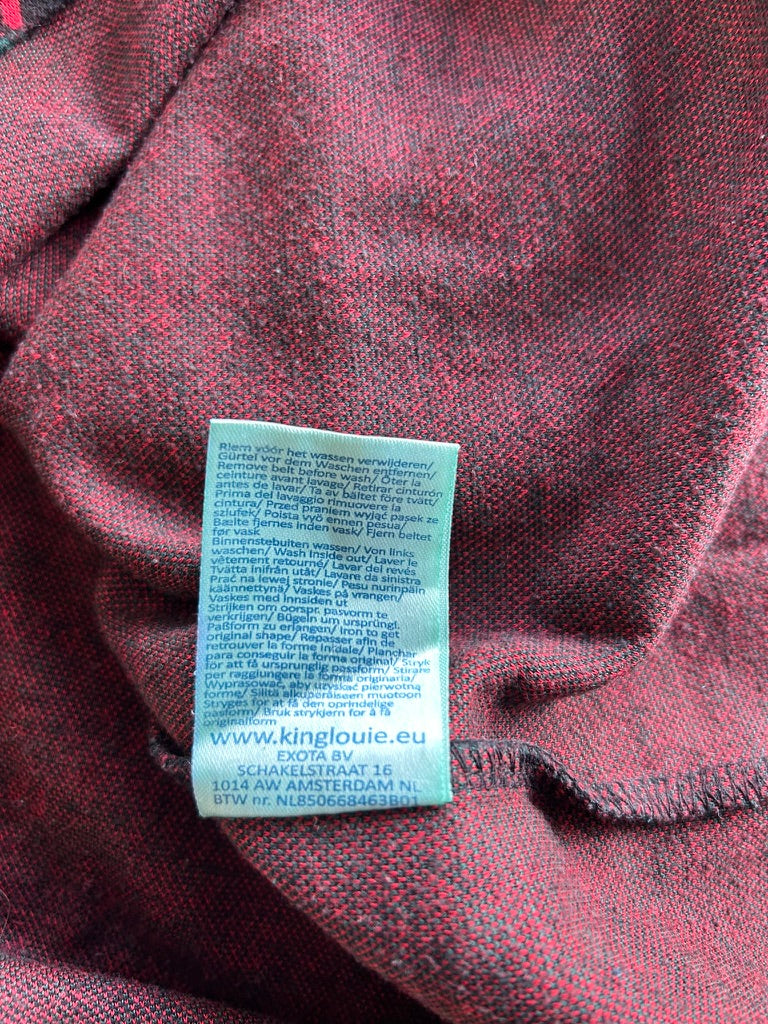 Riem vóór het wassen verwijderen/
Gürtel vor dem Waschen entfernen/
Remove belt before wash/ Ôter la
ceinture avant lavage/ Retirar cinturón
antes de lavar/ Ta av bältet före tvätt/
Prima del lavaggio rimuovere la
cintura/ Przed praniem wyjąć pasek ze
szlufek/ Poista vyö ennen pesua/
Bælte fjernes inden vask/ Fjern beltet
før vask
Binnenstebuiten wassen/ Von links
waschen/ Wash inside out/ Laver le
vêtement retourné/ Lavar del revés
Tvätta inifrån utåt/ Lavare da sinistra
Prać na lewej stronie/ Pesu nurinpäin
käännettynä/ Vaskes på vrangen/
Vaskes med innsiden ut
Strijken om oorspr. pasvorm te
verkrijgen/ Bügeln um ursprüngl.
Paßform zu erlangen/ Iron to get
original shape/ Repasser afin de
retrouver la forme initiale/ Planchar
para conseguir la forma original/ Stryk
för att få ursprunglig passform/ Stirare
per raggiungere la forma originaria/
Wyprasować, aby uzyskać pierwotną
forme/ Silitä alkuperäiseen muotoon
Stryges for at få den oprindelige
pasform/ Bruk strykjern for å få
originalform
www.kinglouie.eu
EXOTA BV
SCHAKELSTRAAT 16
1014 AW AMSTERDAM NL
BTW nr. NL850668463B01